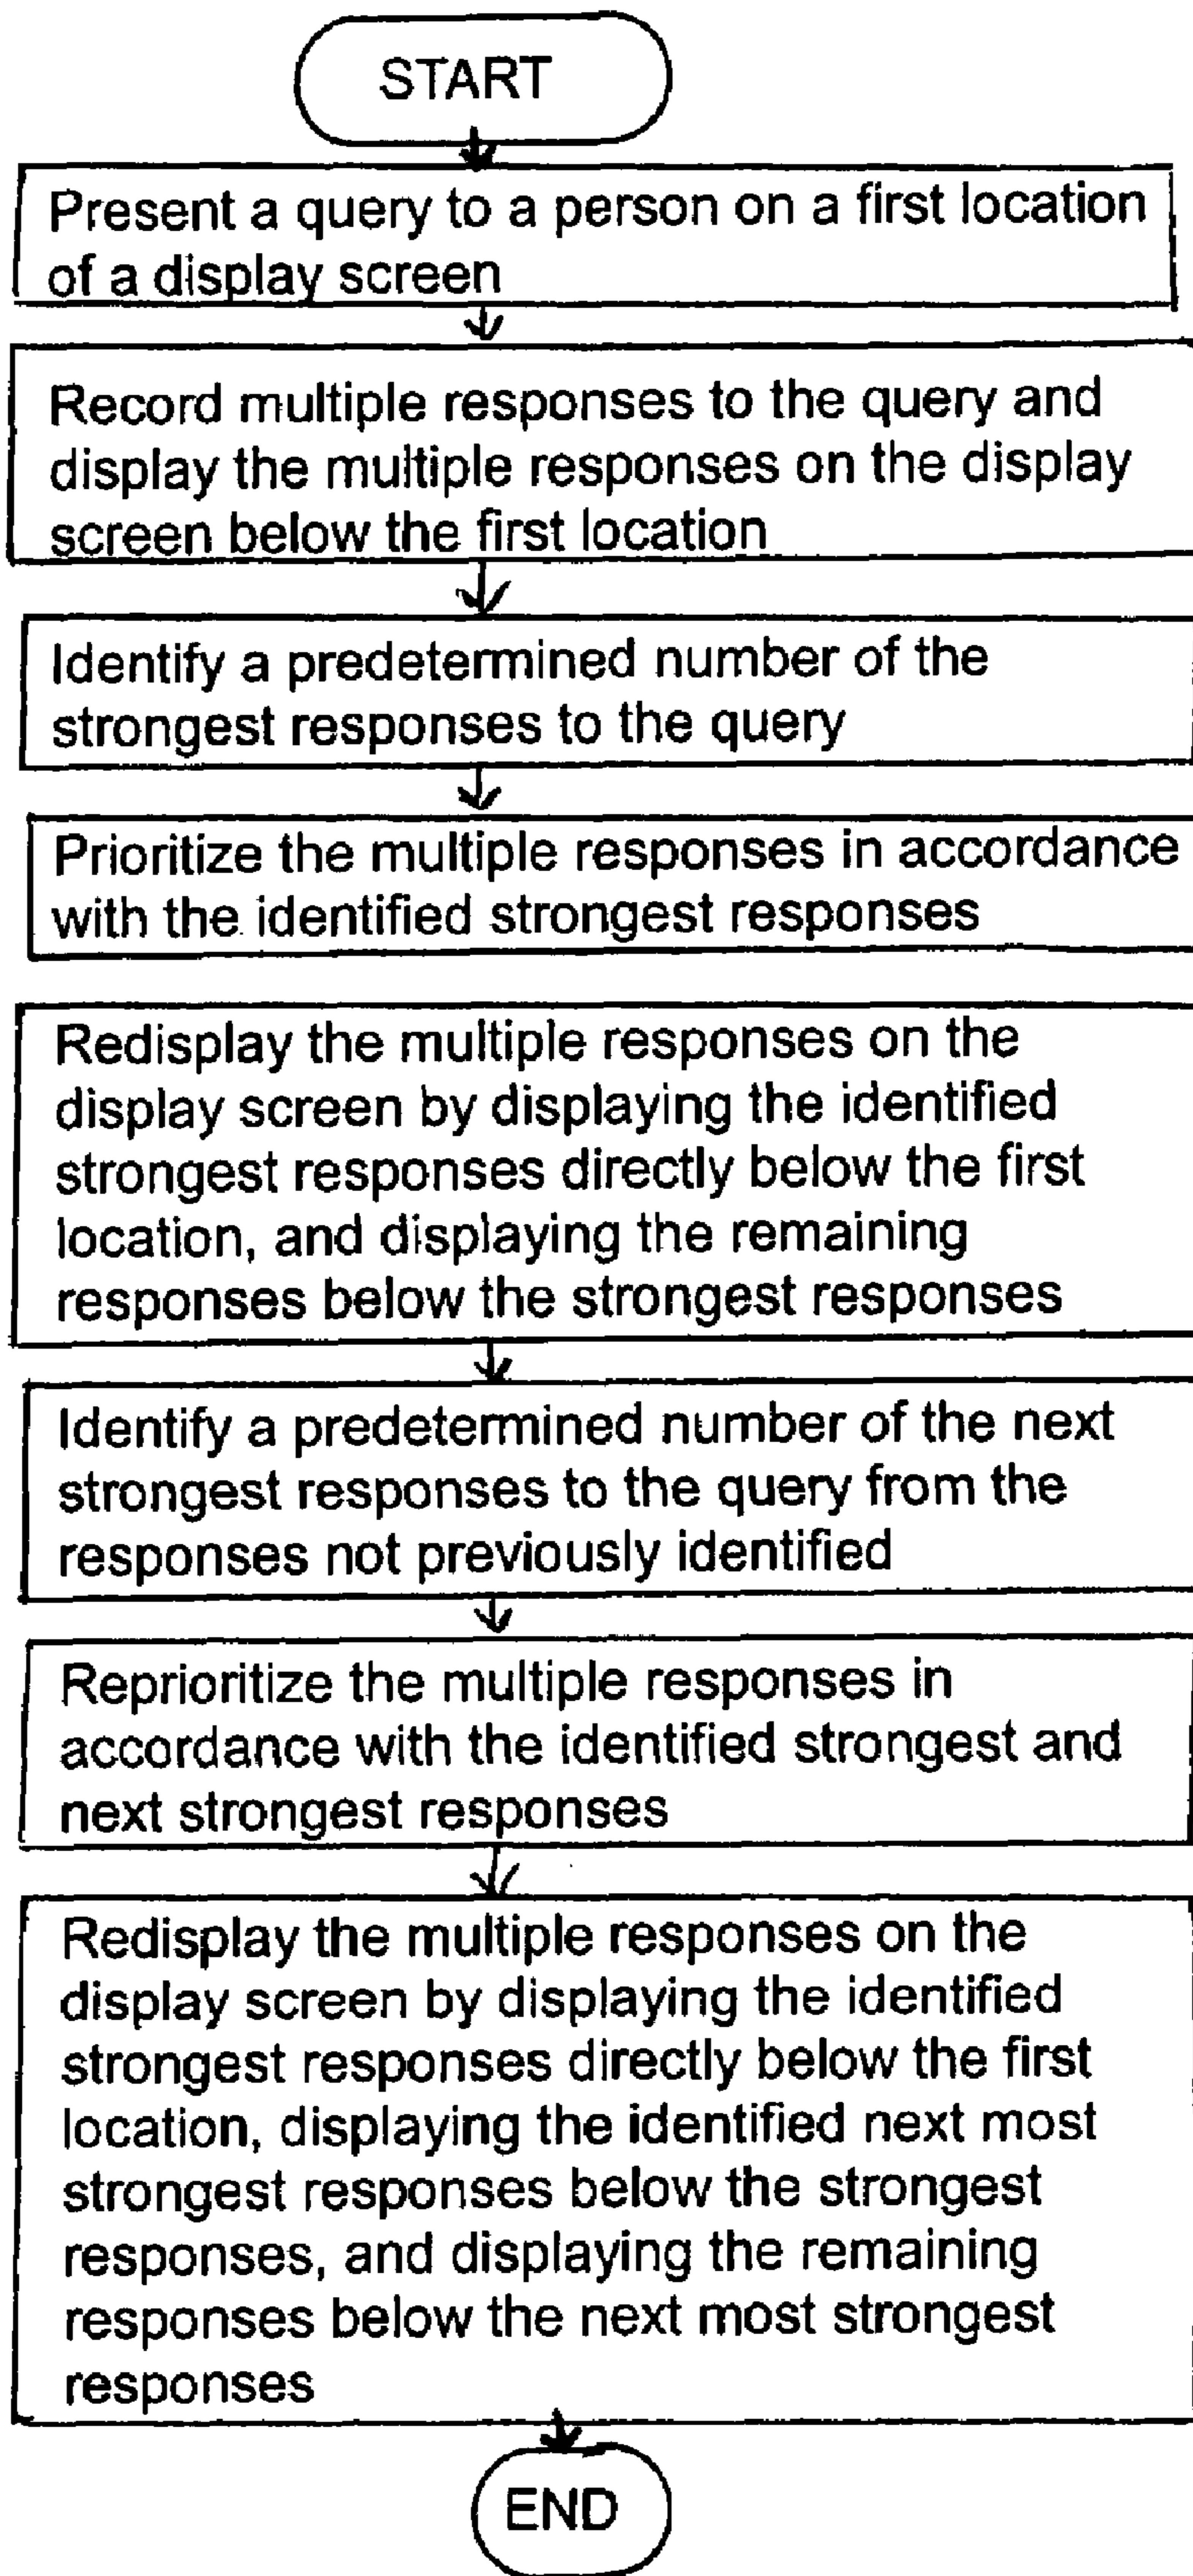 START
Present a query to a person on a first location
of a display screen
Record multiple responses to the query and
display the multiple responses on the display
screen below the first location
Identify a predetermined number of the
strongest responses to the query
Prioritize the multiple responses in accordance
with the identified strongest responses
Redisplay the multiple responses on the
display screen by displaying the identified
strongest responses directly below the first
location, and displaying the remaining
responses below the strongest responses
Identify a predetermined number of the next
strongest responses to the query from the
responses not previously identified
Reprioritize the multiple responses in
accordance with the identified strongest and
next strongest responses
Redisplay the multiple responses on the
display screen by displaying the identified
strongest responses directly below the first
location, displaying the identified next most
strongest responses below the strongest
responses, and displaying the remaining
responses below the next most strongest
responses
END